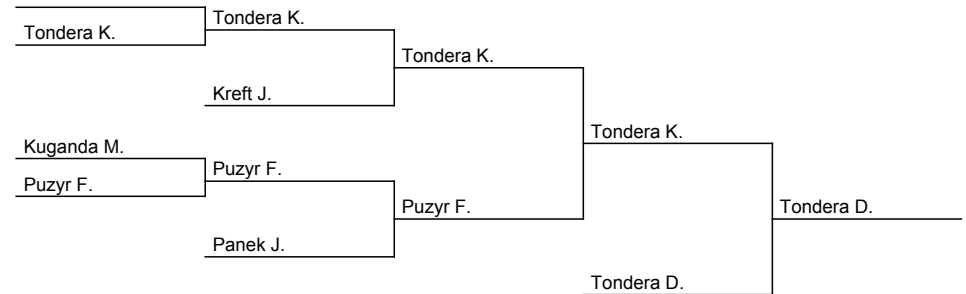 Tondera K.
Tondera K.
Tondera K.
Kreft J.
Tondera K.
Kuganda M.
Puzyr F.
Puzyr F.
Puzyr F.
Tondera D.
Panek J.
Tondera D.